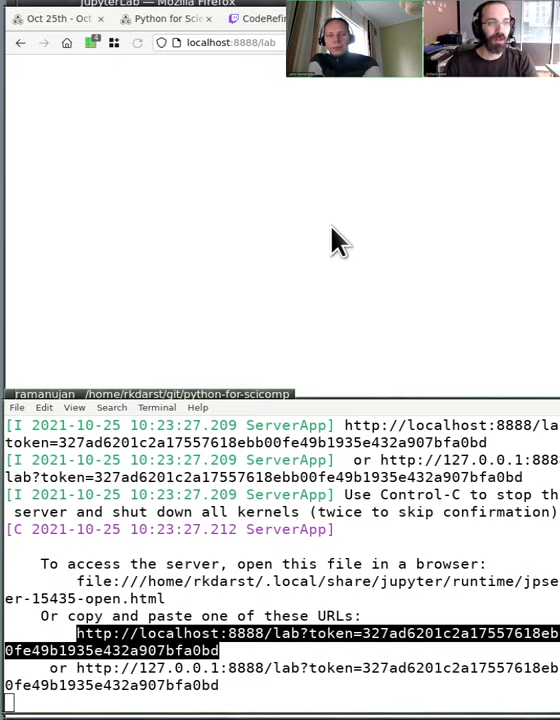 JupyterLab — Mozilla Firefox
Oct 25th - Oct
Python for Scie
CodeRefin
4
localhost:8888/lab
ramanujan /home/rkdarst/git/python-for-scicomp
File Edit View Search Terminal Help
[I 2021-10-25 10:23:27.209 ServerApp] http://localhost:8888/la
token=327ad6201c2a17557618ebb00fe49b1935e432a907bfa0bd
[I 2021-10-25 10:23:27.209 ServerApp]  or http://127.0.0.1:888
lab?token=327ad6201c2a17557618ebb00fe49b1935e432a907bfa0bd
[I 2021-10-25 10:23:27.209 ServerApp] Use Control-C to stop th
server and shut down all kernels (twice to skip confirmation)
[C 2021-10-25 10:23:27.212 ServerApp]
To access the server, open this file in a browser:
file:///home/rkdarst/.local/share/jupyter/runtime/jpse
er-15435-open.html
Or copy and paste one of these URLs:
http://localhost:8888/lab?token=327ad6201c2a17557618eb
0fe49b1935e432a907bfa0bd
or http://127.0.0.1:8888/lab?token=327ad6201c2a17557618eb
0fe49b1935e432a907bfa0bd